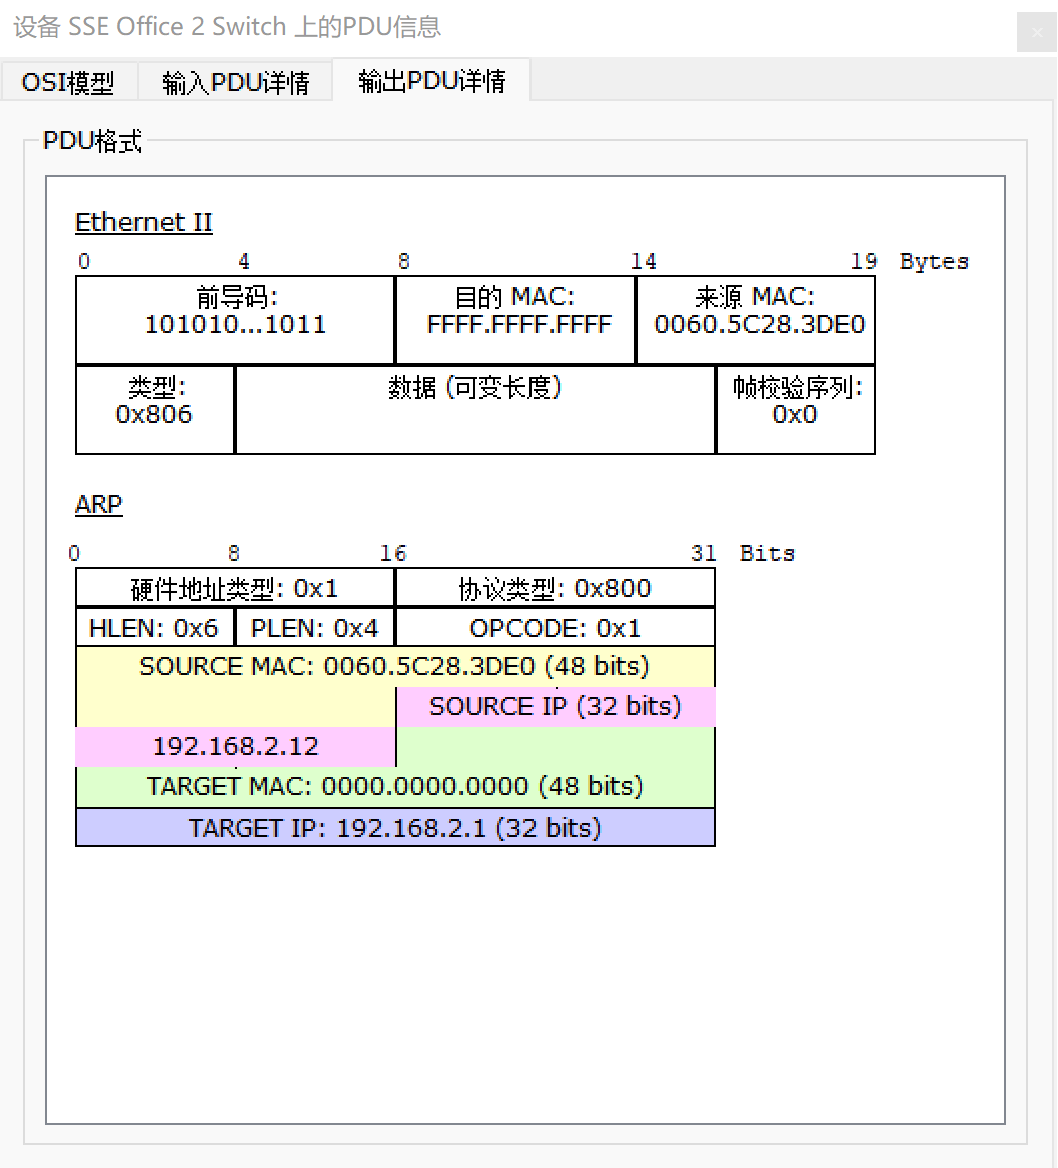 设备 SSE Office 2 Switch 上的PDU信息
×
OSI模型 输入PDU详情 输出PDU详情
PDU格式
Ethernet II
0 4 8 14 19 Bytes
前导码: 目的 MAC: 来源 MAC:
101010...1011 FFFF.FFFF.FFFF 0060.5C28.3DE0
类型: 数据 (可变长度) 帧校验序列:
0x806 0x0
ARP
0 8 16 31 Bits
硬件地址类型: 0x1 协议类型: 0x800
HLEN: 0x6 PLEN: 0x4 OPCODE: 0x1
SOURCE MAC: 0060.5C28.3DE0 (48 bits)
SOURCE IP (32 bits)
192.168.2.12
TARGET MAC: 0000.0000.0000 (48 bits)
TARGET IP: 192.168.2.1 (32 bits)